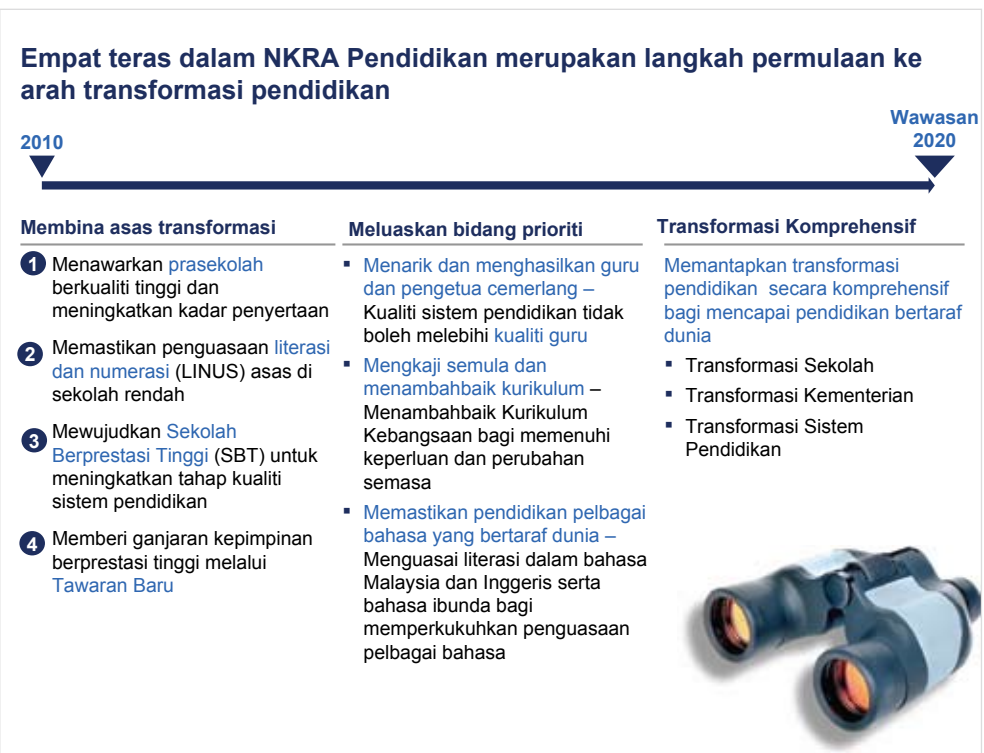 Empat teras dalam NKRA Pendidikan merupakan langkah permulaan ke
arah transformasi pendidikan
2010
Wawasan
2020
Membina asas transformasi
1 Menawarkan prasekolah
berkualiti tinggi dan
meningkatkan kadar penyertaan
2 Memastikan penguasaan literasi
dan numerasi (LINUS) asas di
sekolah rendah
3 Mewujudkan Sekolah
Berprestasi Tinggi (SBT) untuk
meningkatkan tahap kualiti
sistem pendidikan
4 Memberi ganjaran kepimpinan
berprestasi tinggi melalui
Tawaran Baru
Meluaskan bidang prioriti
▪ Menarik dan menghasilkan guru
dan pengetua cemerlang –
Kualiti sistem pendidikan tidak
boleh melebihi kualiti guru
▪ Mengkaji semula dan
menambahbaik kurikulum –
Menambahbaik Kurikulum
Kebangsaan bagi memenuhi
keperluan dan perubahan
semasa
▪ Memastikan pendidikan pelbagai
bahasa yang bertaraf dunia –
Menguasai literasi dalam bahasa
Malaysia dan Inggeris serta
bahasa ibunda bagi
memperkukuhkan penguasaan
pelbagai bahasa
Transformasi Komprehensif
Memantapkan transformasi
pendidikan secara komprehensif
bagi mencapai pendidikan bertaraf
dunia
▪ Transformasi Sekolah
▪ Transformasi Kementerian
▪ Transformasi Sistem
Pendidikan